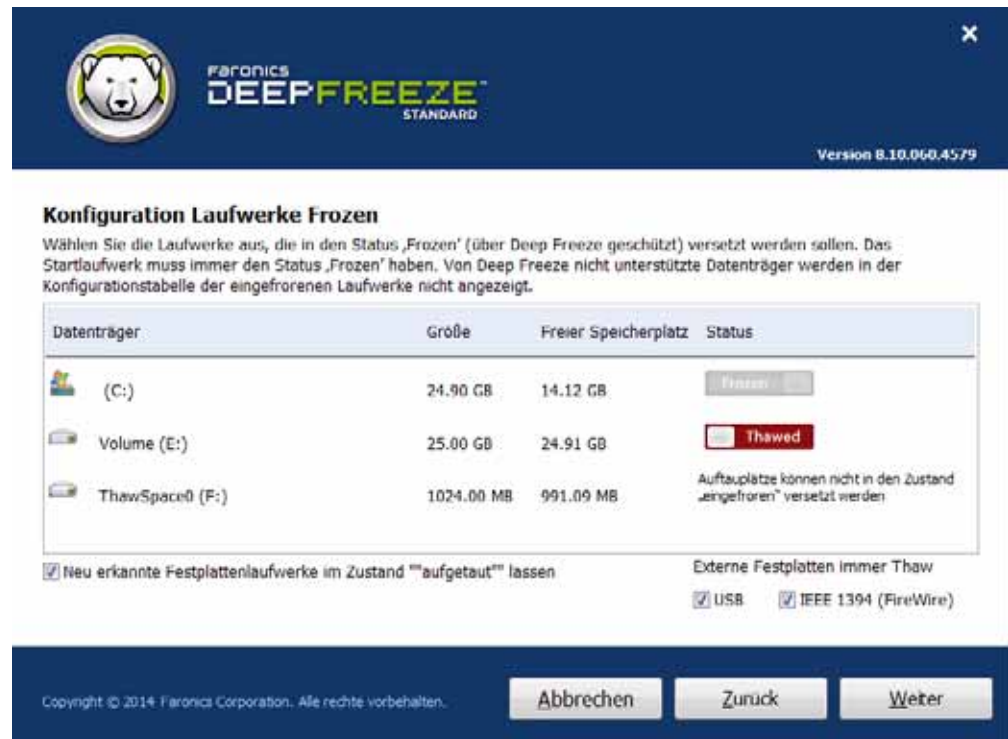 Faronics
DEEPFREEZE™
STANDARD
Version 8.10.060.4579
Konfiguration Laufwerke Frozen
Wählen Sie die Laufwerke aus, die in den Status ‚Frozen' (über Deep Freeze geschützt) versetzt werden sollen. Das
Startlaufwerk muss immer den Status ‚Frozen' haben. Von Deep Freeze nicht unterstützte Datenträger werden in der
Konfigurationstabelle der eingefrorenen Laufwerke nicht angezeigt.
Datenträger Größe Freier Speicherplatz Status
(C:) 24.90 GB 14.12 GB Frozen
Volume (E:) 25.00 GB 24.91 GB Thawed
ThawSpace0 (F:) 1024.00 MB 991.09 MB Auftauplätze können nicht in den Zustand
„eingefroren" versetzt werden
Neu erkannte Festplattenlaufwerke im Zustand ""aufgetaut"" lassen
Externe Festplatten immer Thaw
USB IEEE 1394 (FireWire)
Copyright © 2014 Faronics Corporation. Alle rechte vorbehalten.
Abbrechen Zurück Weiter